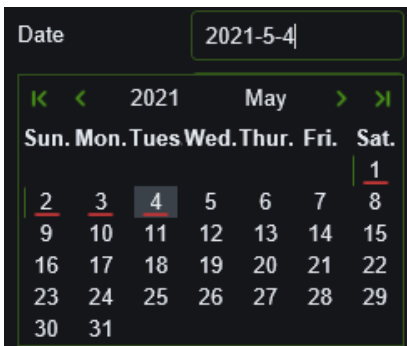 Date 2021-5-4
2021 May
Sun. Mon. Tues Wed. Thur. Fri. Sat.
1
2 3 4 5 6 7 8
9 10 11 12 13 14 15
16 17 18 19 20 21 22
23 24 25 26 27 28 29
30 31